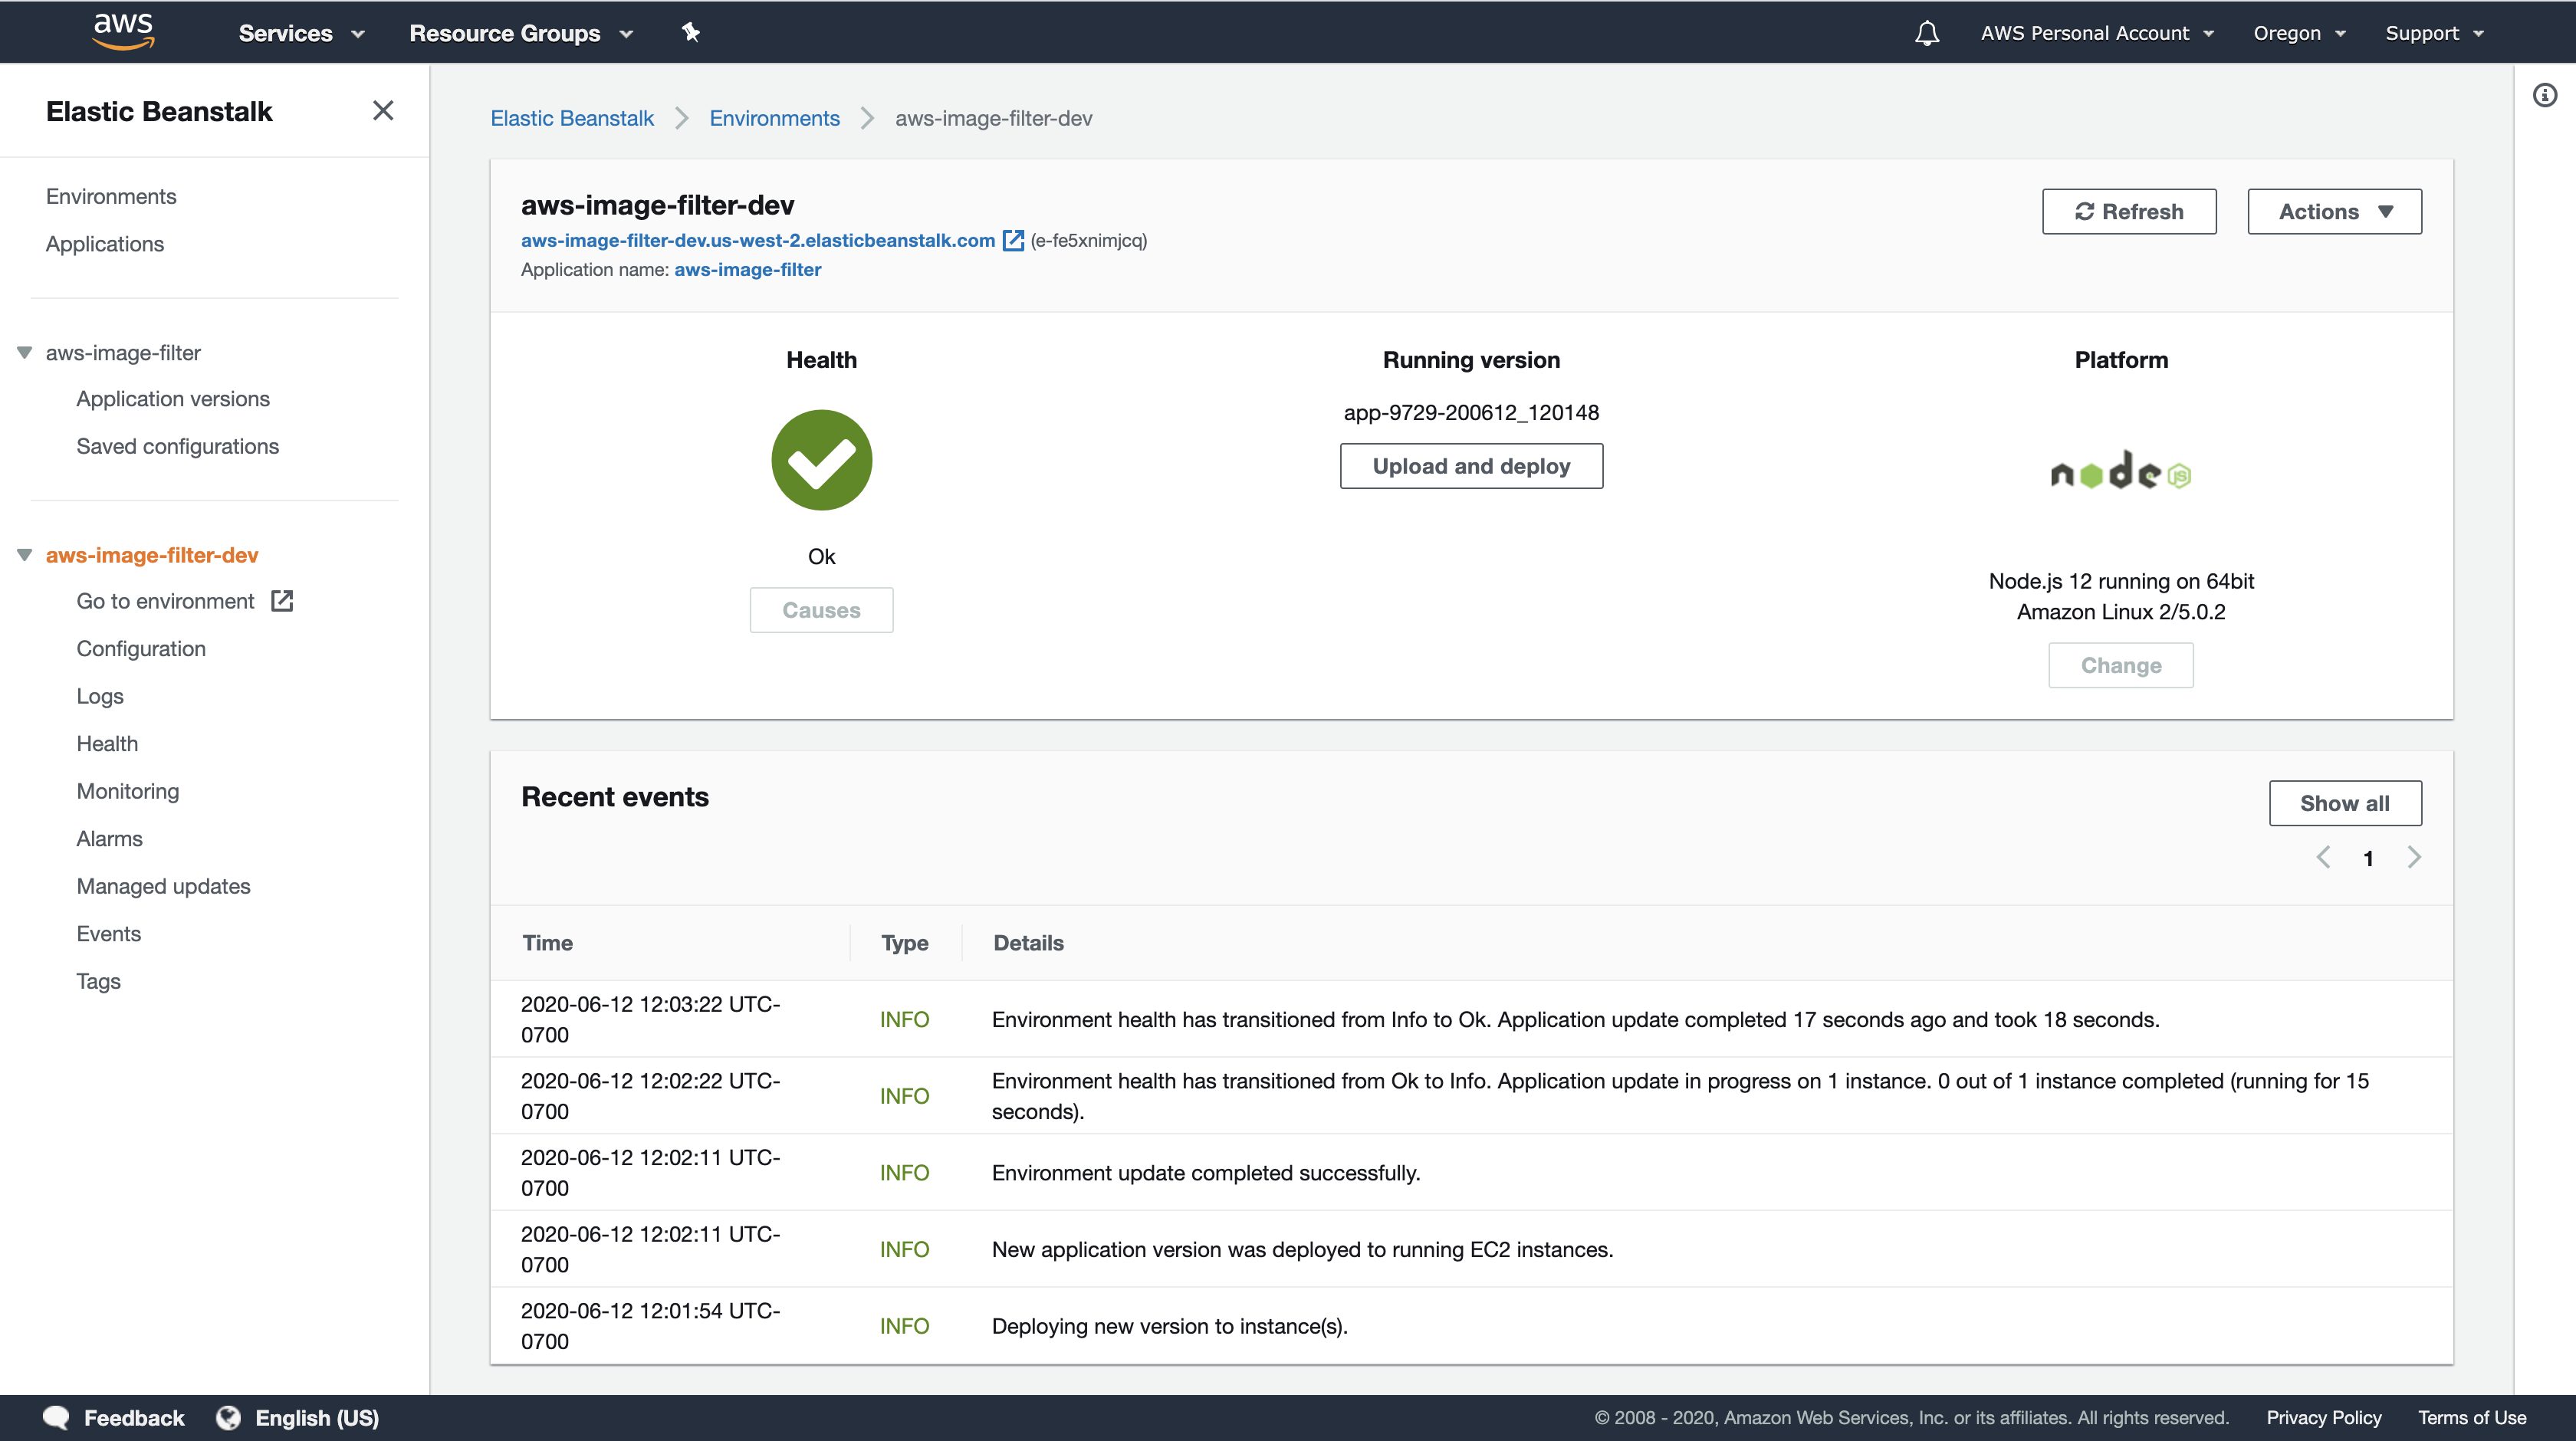 aws Services Resource Groups AWS Personal Account Oregon Support
Elastic Beanstalk
Environments
Applications
aws-image-filter
Application versions
Saved configurations
aws-image-filter-dev
Go to environment
Configuration
Logs
Health
Monitoring
Alarms
Managed updates
Events
Tags
Elastic Beanstalk Environments aws-image-filter-dev
aws-image-filter-dev
aws-image-filter-dev.us-west-2.elasticbeanstalk.com (e-fe5xnimjcq)
Application name: aws-image-filter
Refresh Actions
Health
Ok
Causes
Running version
app-9729-200612_120148
Upload and deploy
Platform
node JS
Node.js 12 running on 64bit
Amazon Linux 2/5.0.2
Change
Recent events
Show all
1
Time Type Details
2020-06-12 12:03:22 UTC-
0700
INFO
Environment health has transitioned from Info to Ok. Application update completed 17 seconds ago and took 18 seconds.
2020-06-12 12:02:22 UTC-
0700
INFO
Environment health has transitioned from Ok to Info. Application update in progress on 1 instance. 0 out of 1 instance completed (running for 15
seconds).
2020-06-12 12:02:11 UTC-
0700
INFO
Environment update completed successfully.
2020-06-12 12:02:11 UTC-
0700
INFO
New application version was deployed to running EC2 instances.
2020-06-12 12:01:54 UTC-
0700
INFO
Deploying new version to instance(s).
Feedback English (US) © 2008 - 2020, Amazon Web Services, Inc. or its affiliates. All rights reserved. Privacy Policy Terms of Use